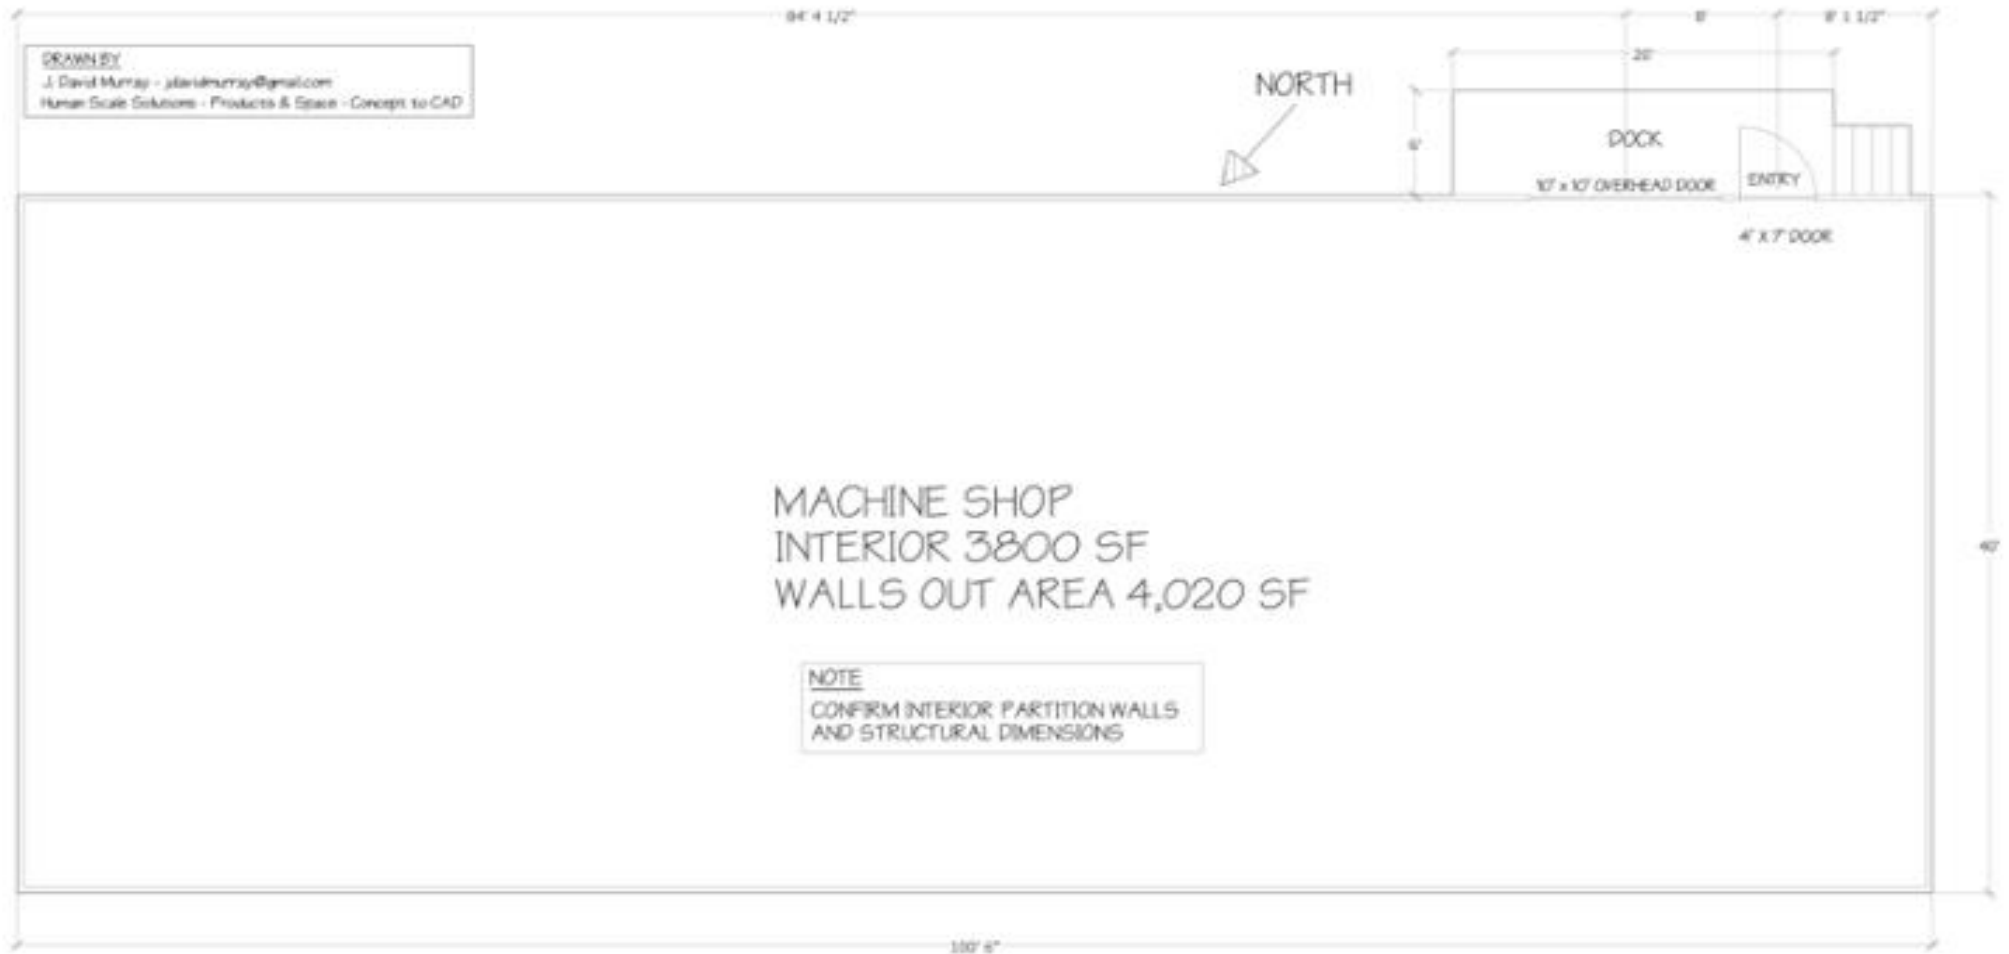 84' 4 1/2"
8'
8' 1 1/2"
20'
DRAWN BY
J. David Murray - jdavidmurray@gmail.com
Human Scale Solutions - Products & Space - Concept to CAD
NORTH
6'
DOCK
10' x 10' OVERHEAD DOOR
ENTRY
4' X 7' DOOR
MACHINE SHOP
INTERIOR 3800 SF
WALLS OUT AREA 4,020 SF
40'
NOTE
CONFIRM INTERIOR PARTITION WALLS
AND STRUCTURAL DIMENSIONS
100' 6"